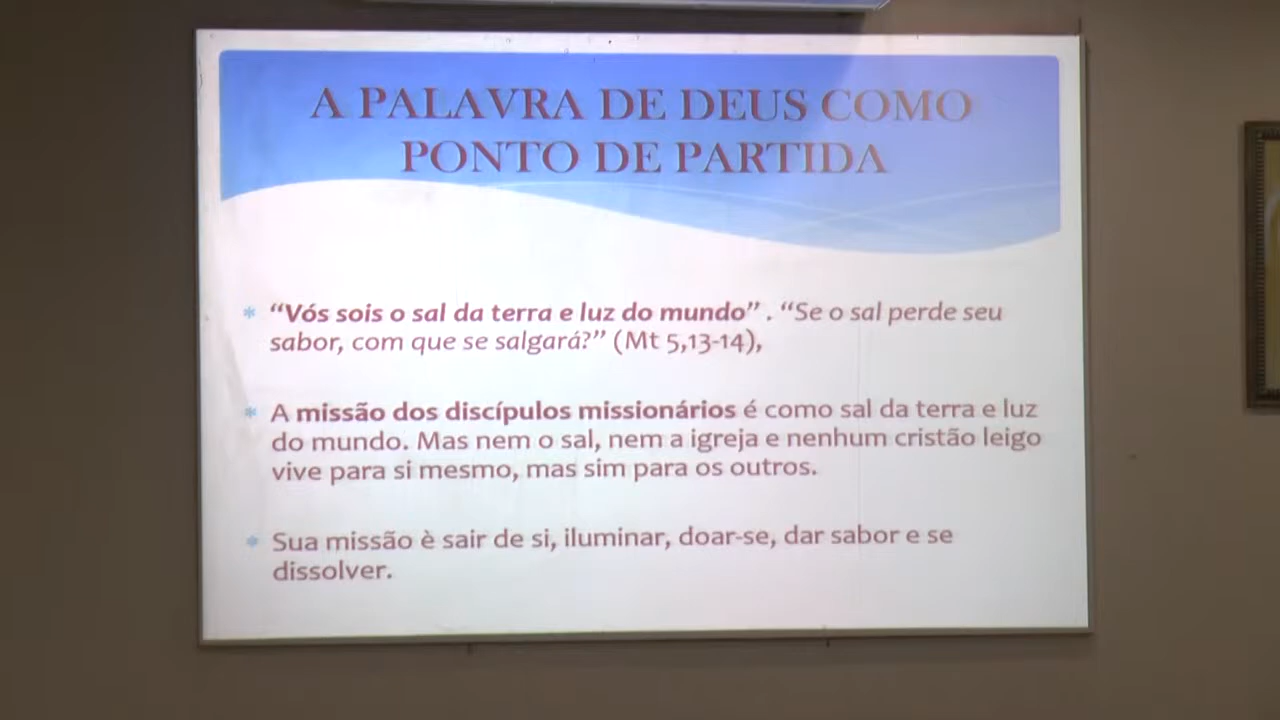 A PALAVRA DE DEUS COMO
PONTO DE PARTIDA
* “Vós sois o sal da terra e luz do mundo” . “Se o sal perde seu
sabor, com que se salgará?” (Mt 5,13-14),
* A missão dos discípulos missionários é como sal da terra e luz
do mundo. Mas nem o sal, nem a igreja e nenhum cristão leigo
vive para si mesmo, mas sim para os outros.
* Sua missão è sair de si, iluminar, doar-se, dar sabor e se
dissolver.